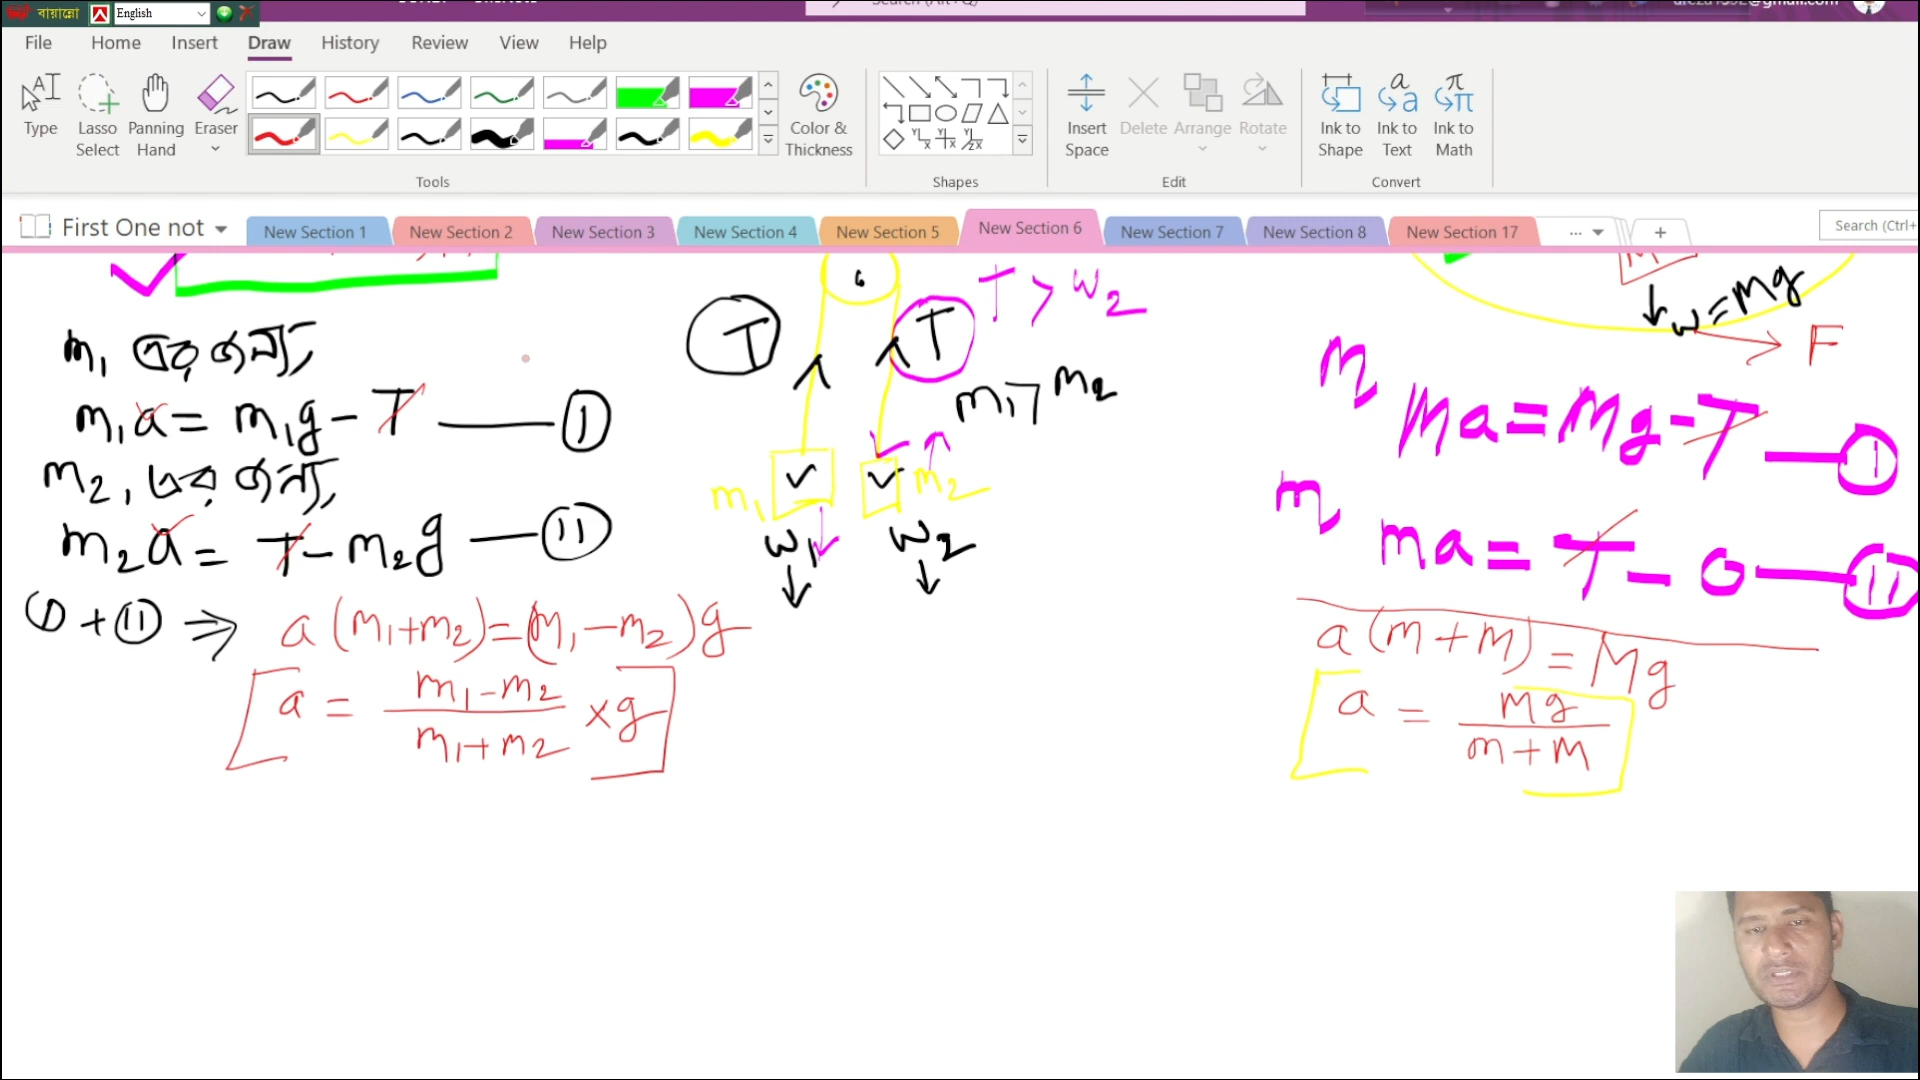 বায়ান্নো English
File Home Insert Draw History Review View Help
Type Lasso Select Panning Hand Eraser Color & Thickness Insert Space Delete Arrange Rotate Ink to Shape Ink to Text Ink to Math
Tools Shapes Edit Convert
First One not New Section 1 New Section 2 New Section 3 New Section 4 New Section 5 New Section 6 New Section 7 New Section 8 New Section 17 ... + Search (Ctrl+
m₁ এর জন্য,
m₁a = m₁g - T —— I
m₂, এর জন্য,
m₂a = T - m₂g —— II
I + II ⇒ a(m₁+m₂) = (m₁-m₂)g
a = (m₁-m₂)/(m₁+m₂) × g
T T T > w₂
m₁ > m₂
m₁ m₂
w₁ w₂
w = Mg
F
M Ma = Mg - T —— I
m ma = T - 0 —— II
a(m+M) = Mg
a = Mg/(m+M)